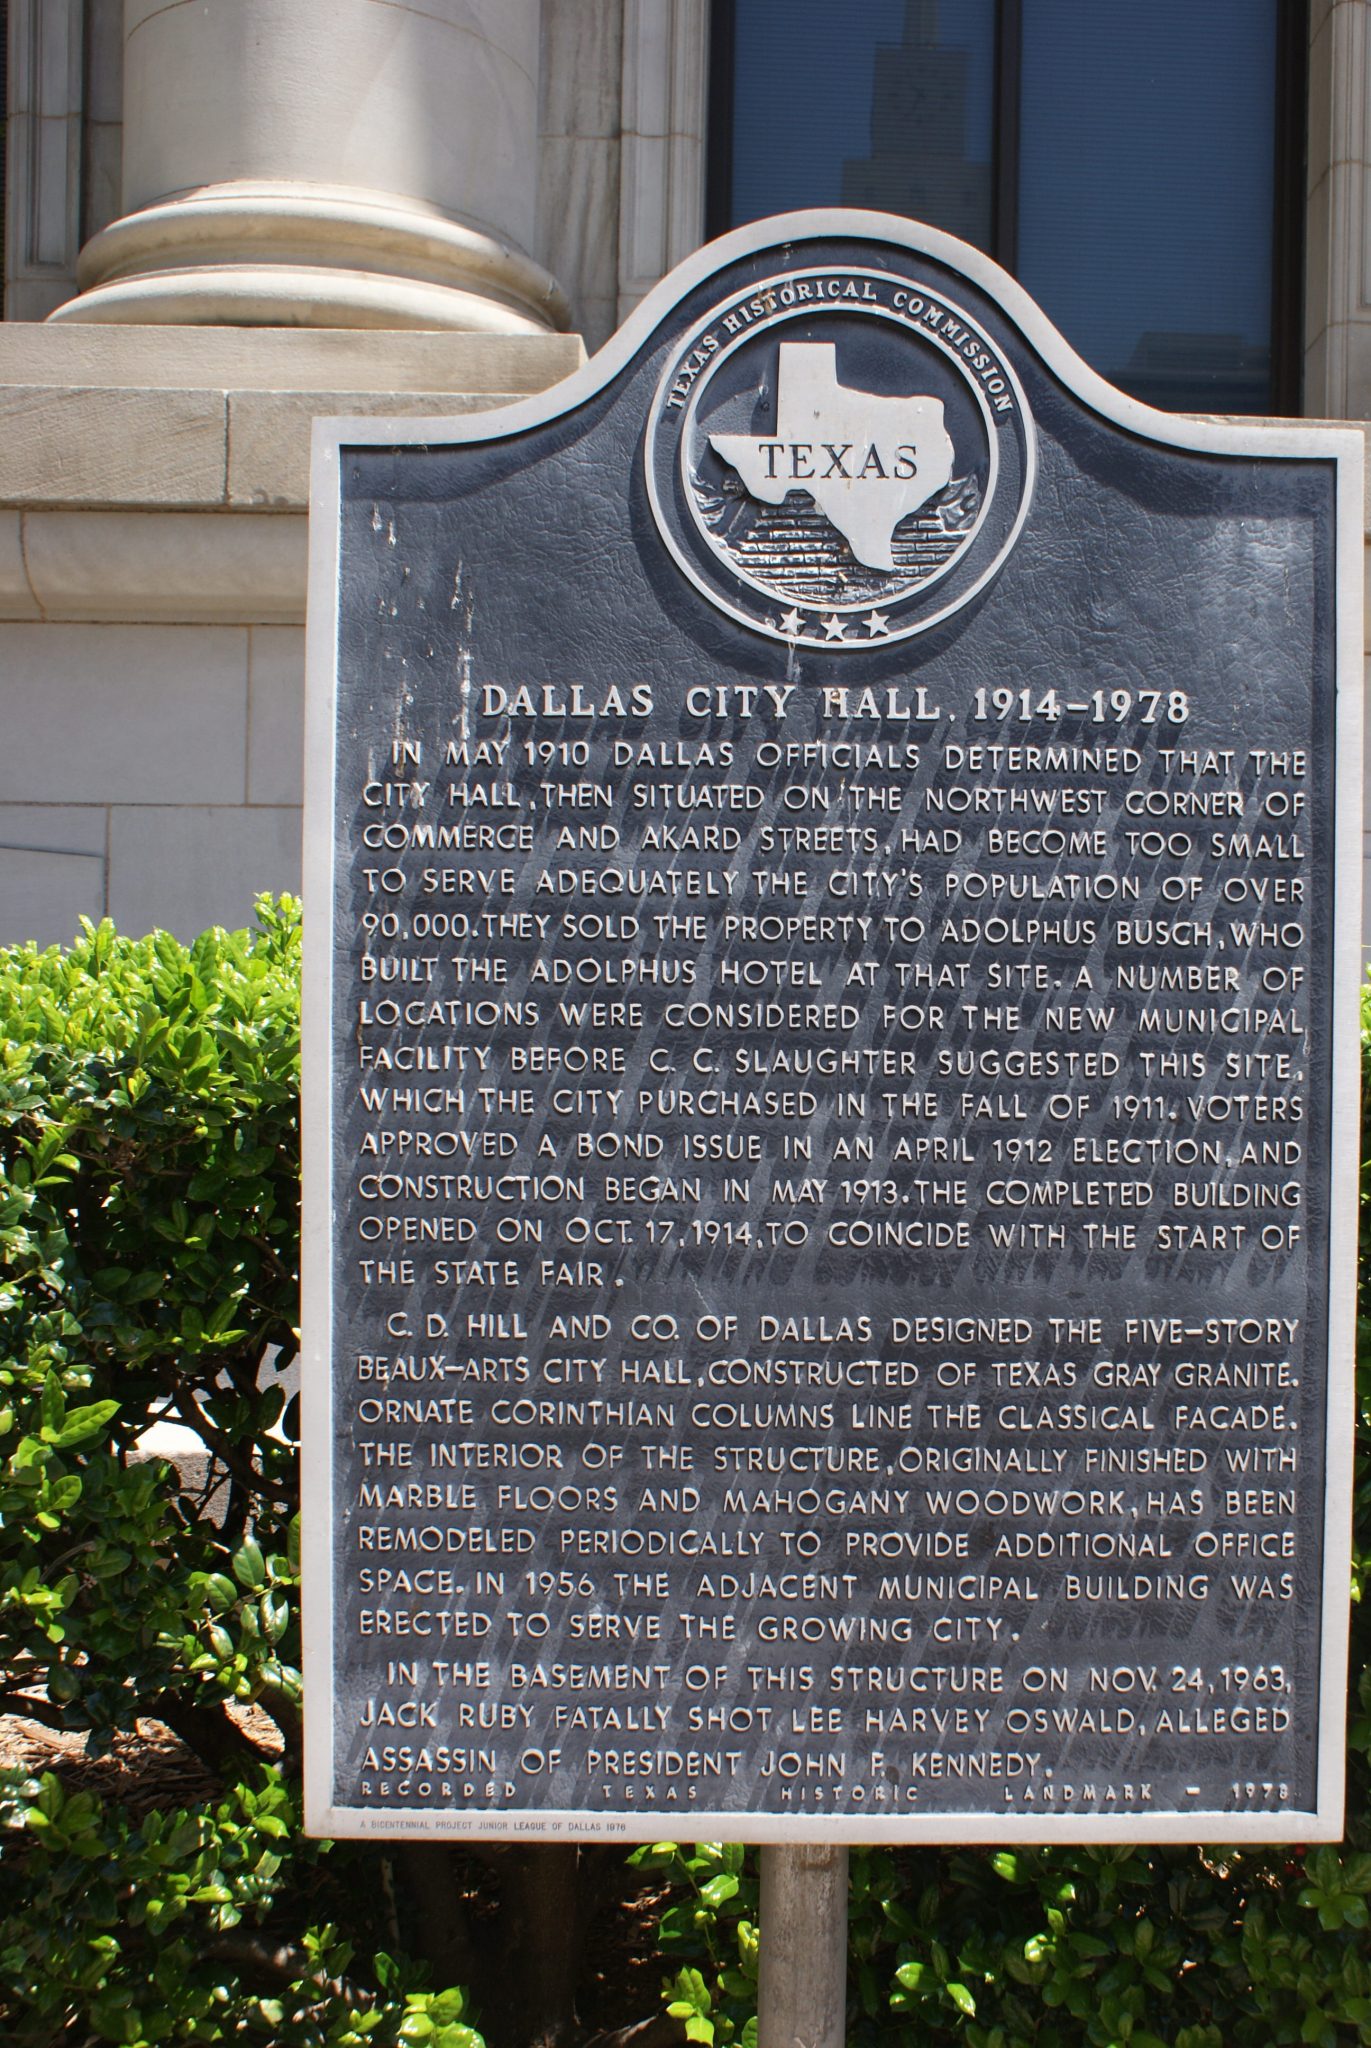 TEXAS HISTORICAL COMMISSION
TEXAS
DALLAS CITY HALL, 1914-1978
IN MAY 1910 DALLAS OFFICIALS DETERMINED THAT THE
CITY HALL, THEN SITUATED ON THE NORTHWEST CORNER OF
COMMERCE AND AKARD STREETS, HAD BECOME TOO SMALL
TO SERVE ADEQUATELY THE CITY'S POPULATION OF OVER
90,000. THEY SOLD THE PROPERTY TO ADOLPHUS BUSCH, WHO
BUILT THE ADOLPHUS HOTEL AT THAT SITE. A NUMBER OF
LOCATIONS WERE CONSIDERED FOR THE NEW MUNICIPAL
FACILITY BEFORE C. C. SLAUGHTER SUGGESTED THIS SITE,
WHICH THE CITY PURCHASED IN THE FALL OF 1911. VOTERS
APPROVED A BOND ISSUE IN AN APRIL 1912 ELECTION, AND
CONSTRUCTION BEGAN IN MAY 1913. THE COMPLETED BUILDING
OPENED ON OCT. 17, 1914, TO COINCIDE WITH THE START OF
THE STATE FAIR.
C. D. HILL AND CO. OF DALLAS DESIGNED THE FIVE-STORY
BEAUX-ARTS CITY HALL, CONSTRUCTED OF TEXAS GRAY GRANITE.
ORNATE CORINTHIAN COLUMNS LINE THE CLASSICAL FACADE.
THE INTERIOR OF THE STRUCTURE, ORIGINALLY FINISHED WITH
MARBLE FLOORS AND MAHOGANY WOODWORK, HAS BEEN
REMODELED PERIODICALLY TO PROVIDE ADDITIONAL OFFICE
SPACE. IN 1956 THE ADJACENT MUNICIPAL BUILDING WAS
ERECTED TO SERVE THE GROWING CITY.
IN THE BASEMENT OF THIS STRUCTURE ON NOV. 24, 1963,
JACK RUBY FATALLY SHOT LEE HARVEY OSWALD, ALLEGED
ASSASSIN OF PRESIDENT JOHN F. KENNEDY.
RECORDED TEXAS HISTORIC LANDMARK - 1978
A BICENTENNIAL PROJECT JUNIOR LEAGUE OF DALLAS 1976